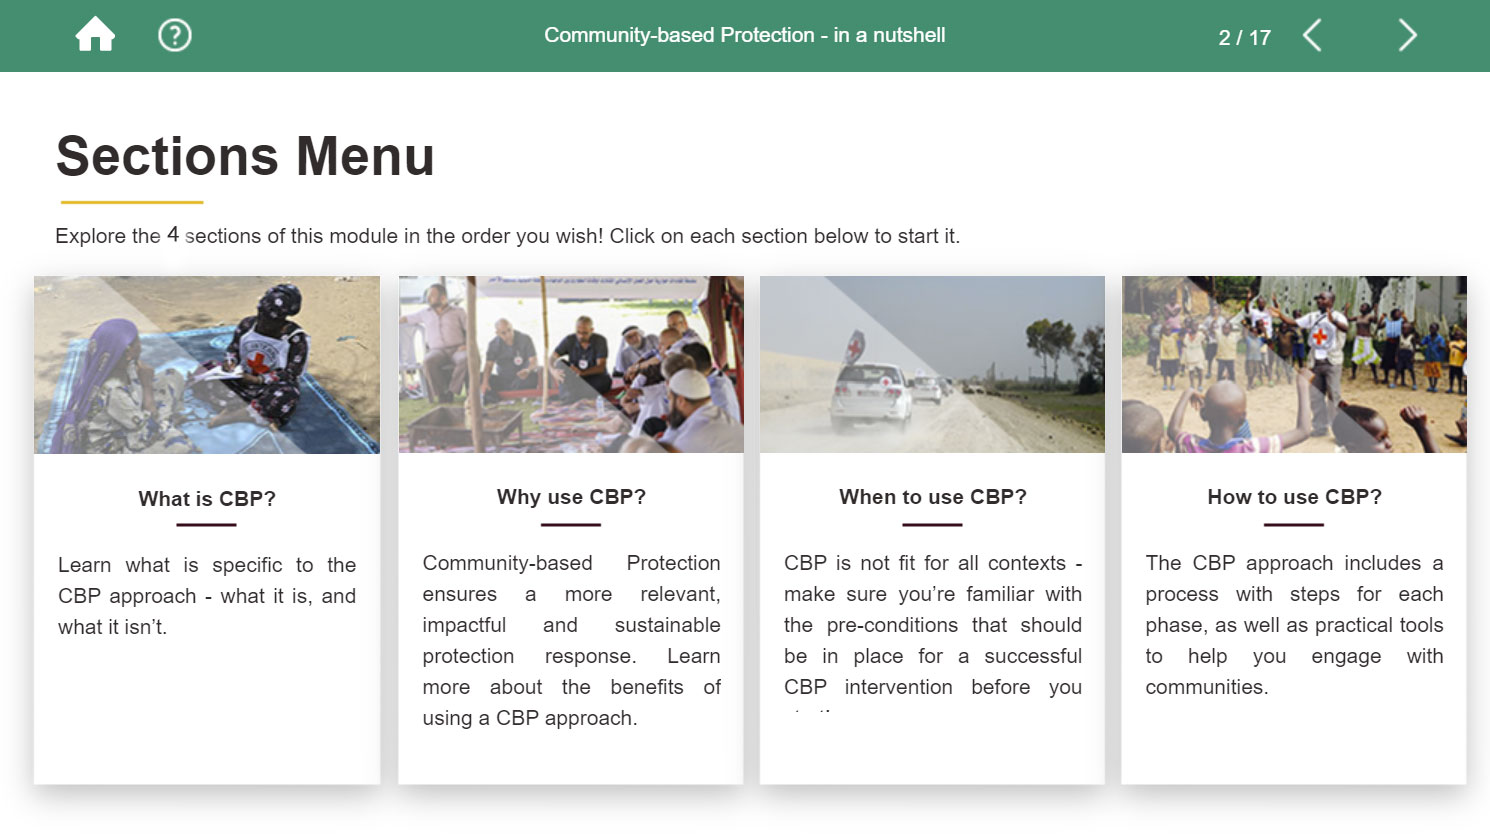 Community-based Protection - in a nutshell
2 / 17
Sections Menu
Explore the 4 sections of this module in the order you wish! Click on each section below to start it.
What is CBP?
Learn what is specific to the
CBP approach - what it is, and
what it isn’t.
Why use CBP?
Community-based Protection
ensures a more relevant,
impactful and sustainable
protection response. Learn
more about the benefits of
using a CBP approach.
When to use CBP?
CBP is not fit for all contexts -
make sure you’re familiar with
the pre-conditions that should
be in place for a successful
CBP intervention before you
How to use CBP?
The CBP approach includes a
process with steps for each
phase, as well as practical tools
to help you engage with
communities.